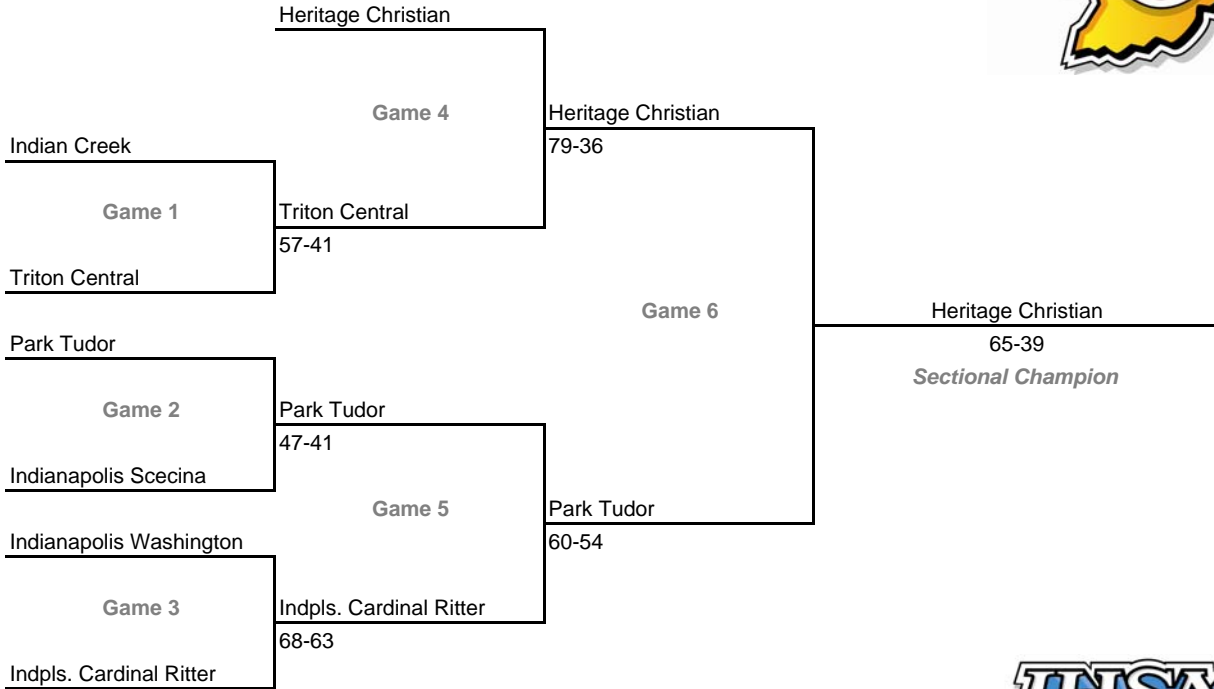 Heritage Christian
Game 4
Heritage Christian
Indian Creek
79-36
Game 1
Triton Central
57-41
Triton Central
Game 6
Heritage Christian
Park Tudor
65-39
Sectional Champion
Game 2
Park Tudor
47-41
Indianapolis Scecina
Game 5
Park Tudor
Indianapolis Washington
60-54
Game 3
Indpls. Cardinal Ritter
68-63
Indpls. Cardinal Ritter